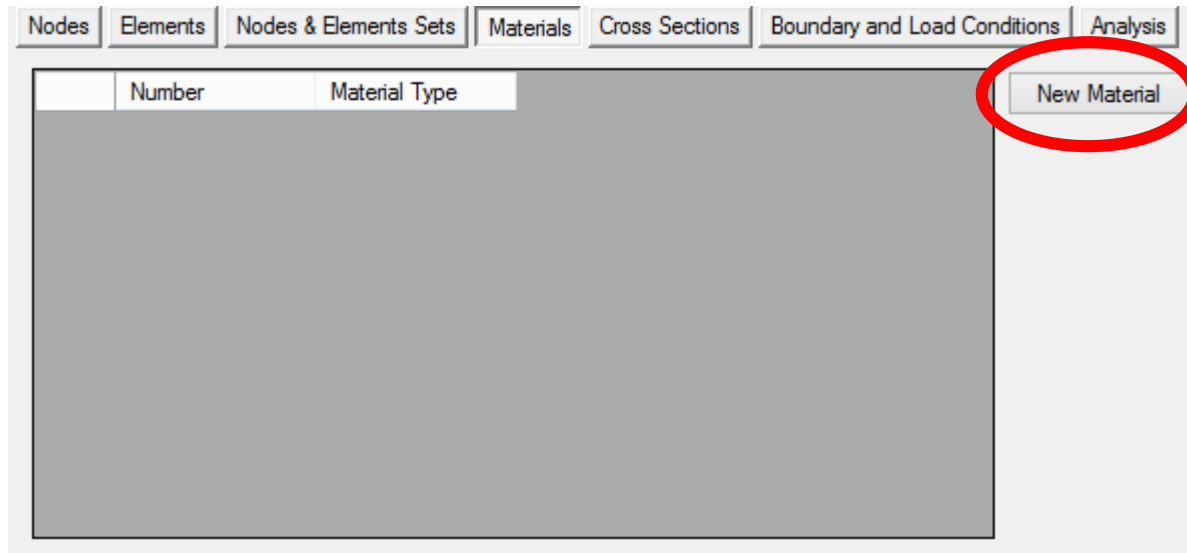 Nodes Elements Nodes & Elements Sets Materials Cross Sections Boundary and Load Conditions Analysis
Number Material Type New Material